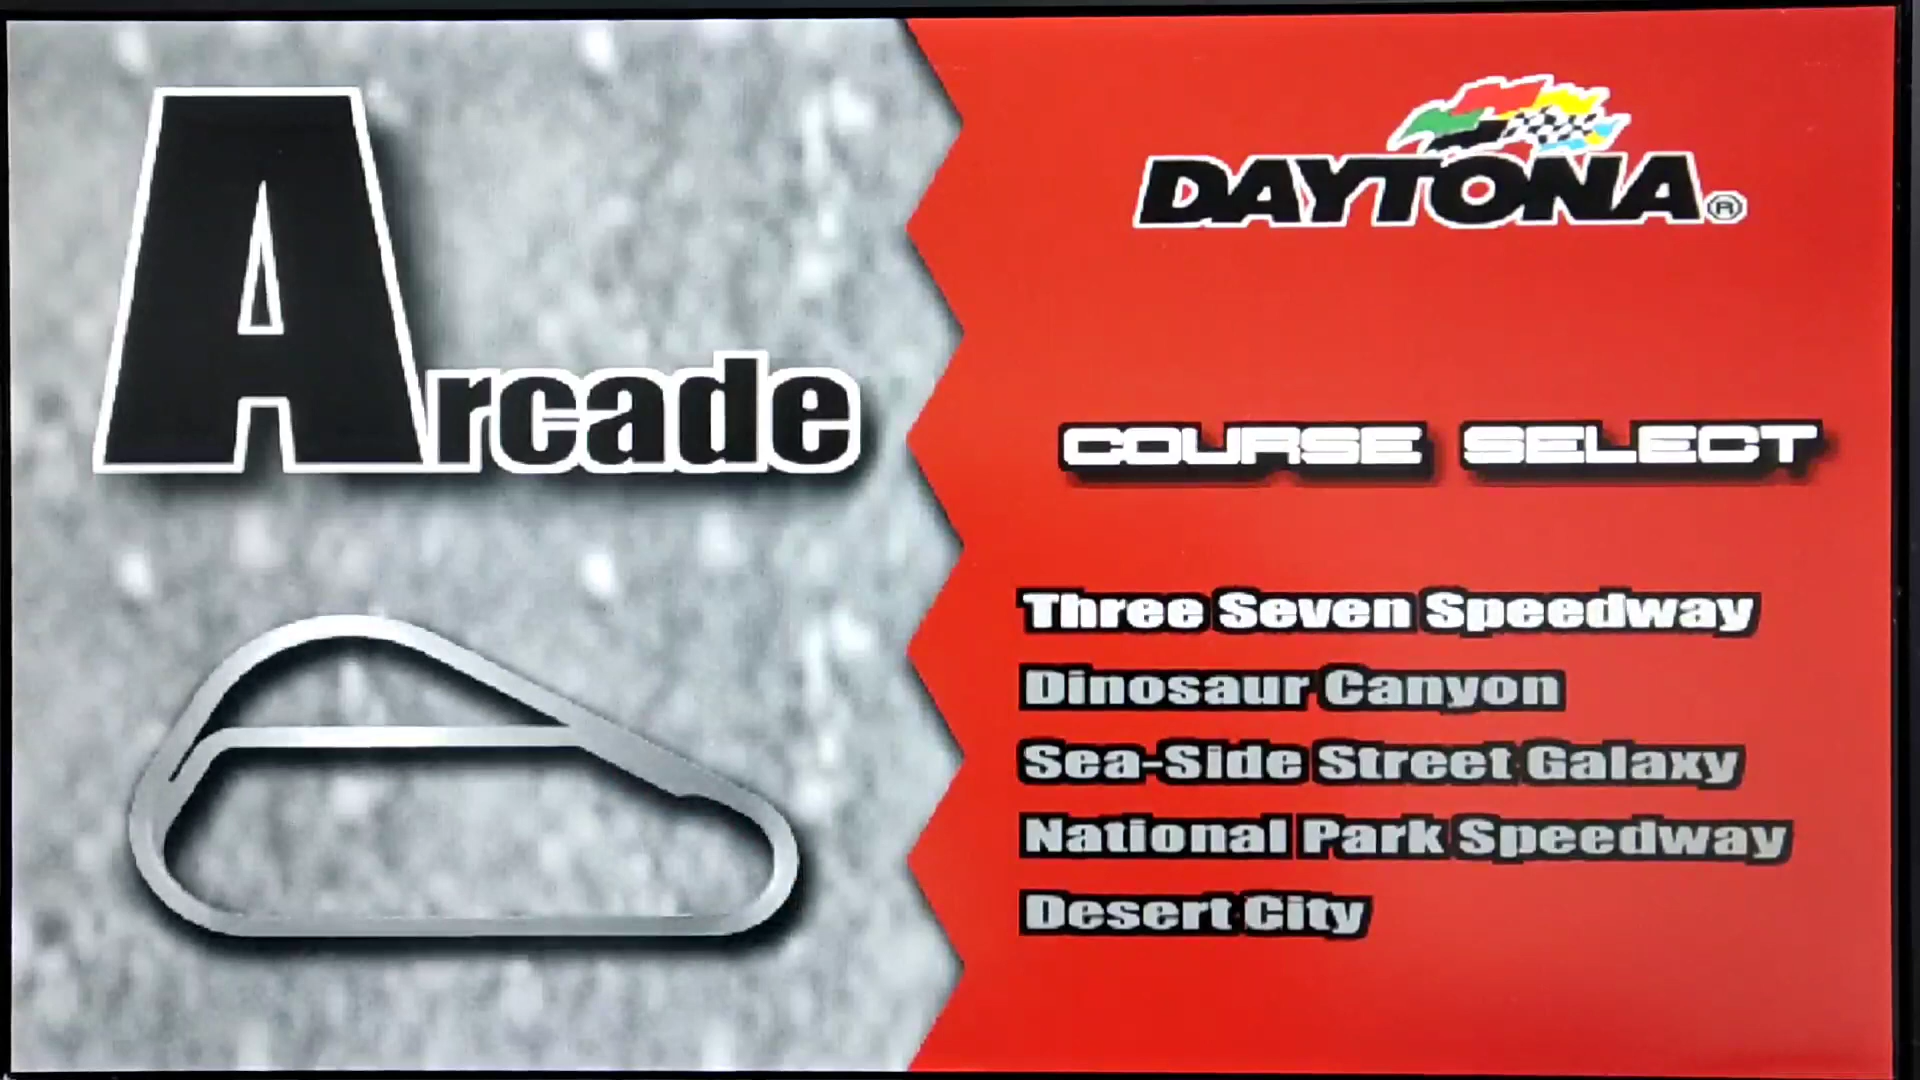 Arcade
DAYTONA®
COURSE SELECT
Three Seven Speedway
Dinosaur Canyon
Sea-Side Street Galaxy
National Park Speedway
Desert City